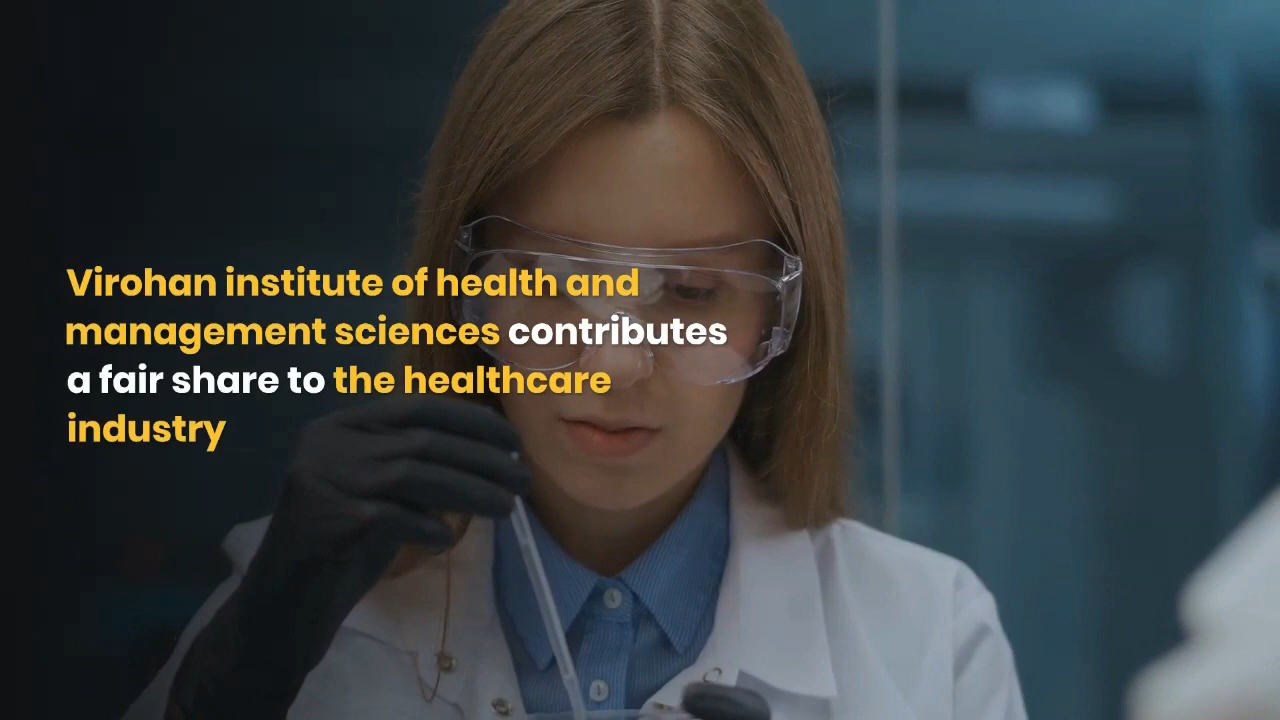 Virohan institute of health and
management sciences contributes
a fair share to the healthcare
industry